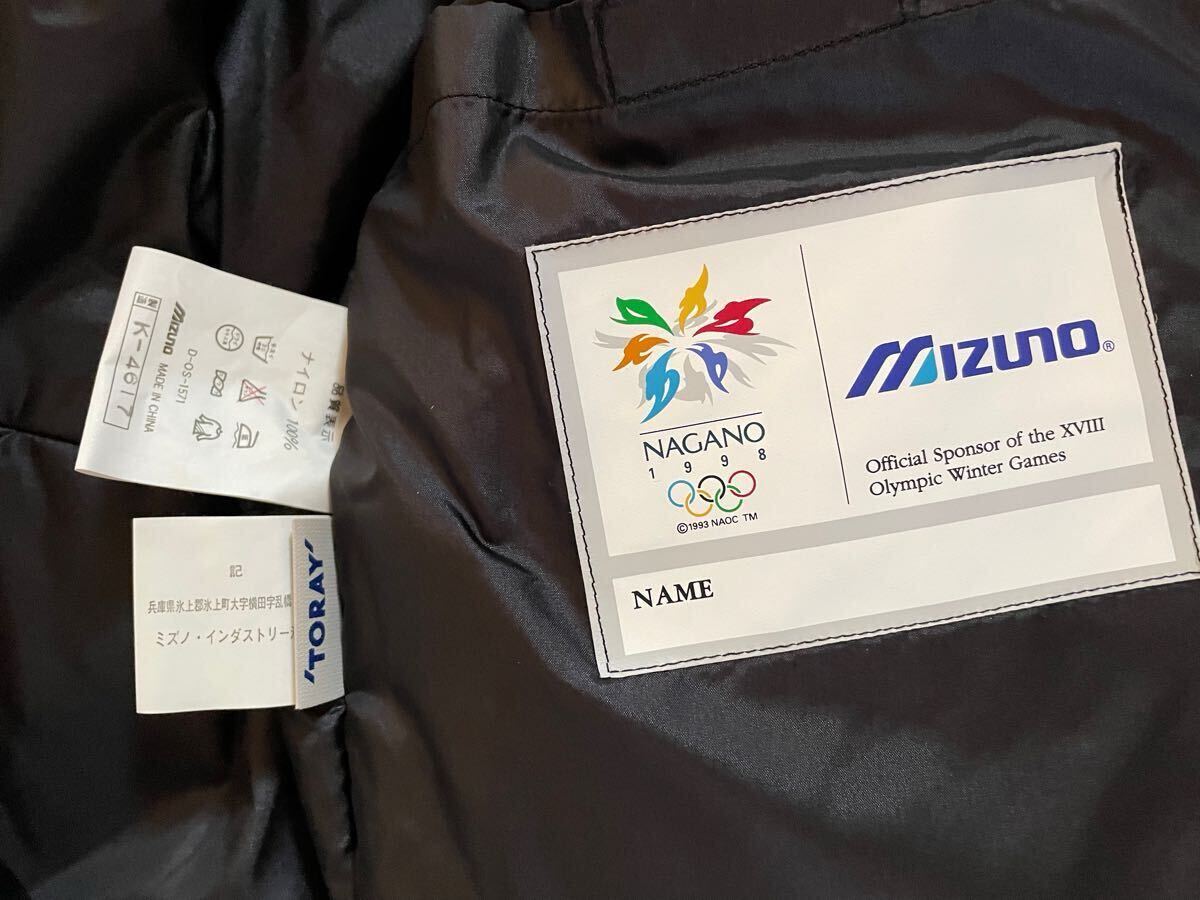 品質表示
ナイロン 100%
D-OS-1571
MIZUNO MADE IN CHINA
K-4617
記
兵庫県氷上郡氷上町大字横田字乱橋
ミズノ・インダストリー
TORAY
NAGANO
1998
©1993 NAOC TM
MIZUNO®
Official Sponsor of the XVIII
Olympic Winter Games
NAME